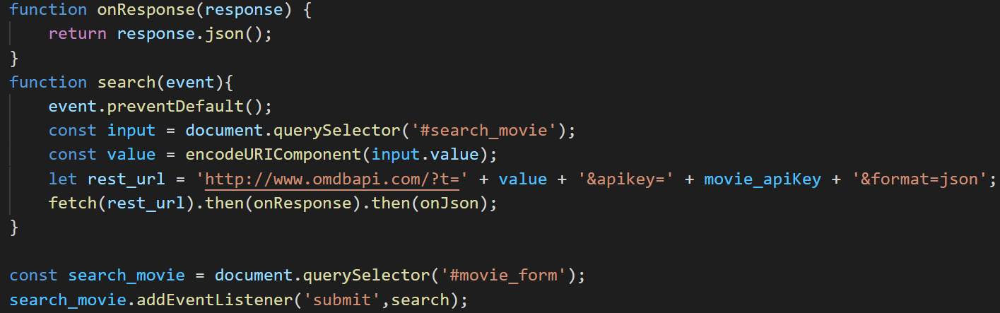 function onResponse(response) {
    return response.json();
}
function search(event){
    event.preventDefault();
    const input = document.querySelector('#search_movie');
    const value = encodeURIComponent(input.value);
    let rest_url = 'http://www.omdbapi.com/?t=' + value + '&apikey=' + movie_apiKey + '&format=json';
    fetch(rest_url).then(onResponse).then(onJson);
}

const search_movie = document.querySelector('#movie_form');
search_movie.addEventListener('submit',search);